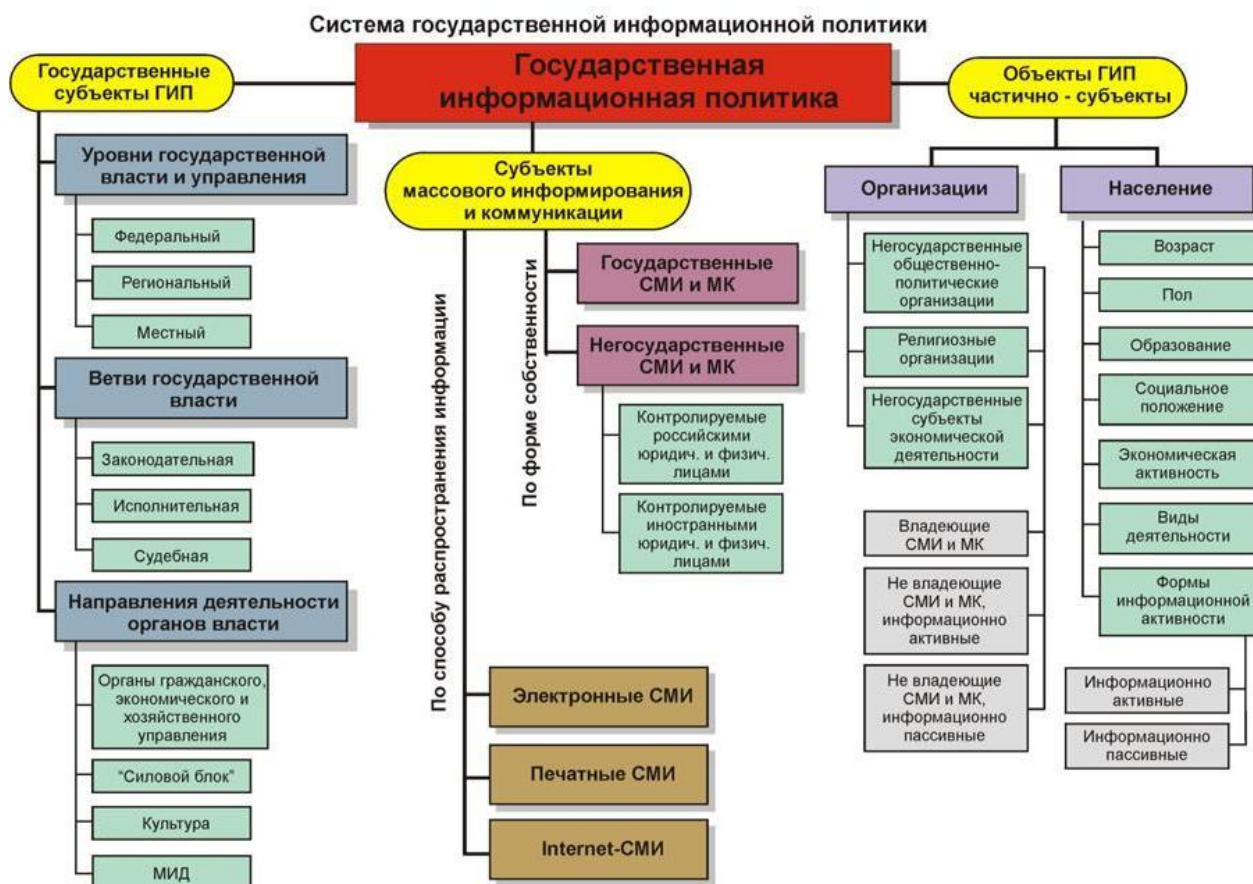 Система государственной информационной политики
Государственная
информационная политика
Государственные
субъекты ГИП
Уровни государственной
власти и управления
Федеральный
Региональный
Местный
Ветви государственной
власти
Законодательная
Исполнительная
Судебная
Направления деятельности
органов власти
Органы гражданского,
экономического и
хозяйственного
управления
"Силовой блок"
Культура
МИД
Субъекты
массового информирования
и коммуникации
По способу распространения информации
По форме собственности
Государственные
СМИ и МК
Негосударственные
СМИ и МК
Контролируемые
российскими
юридич. и физич.
лицами
Контролируемые
иностранными
юридич. и физич.
лицами
Электронные СМИ
Печатные СМИ
Internet-СМИ
Объекты ГИП
частично - субъекты
Организации
Негосударственные
общественно-
политические
организации
Религиозные
организации
Негосударственные
субъекты
экономической
деятельности
Владеющие
СМИ и МК
Не владеющие
СМИ и МК,
информационно
активные
Не владеющие
СМИ и МК,
информационно
пассивные
Население
Возраст
Пол
Образование
Социальное
положение
Экономическая
активность
Виды
деятельности
Формы
информационной
активности
Информационно
активные
Информационно
пассивные